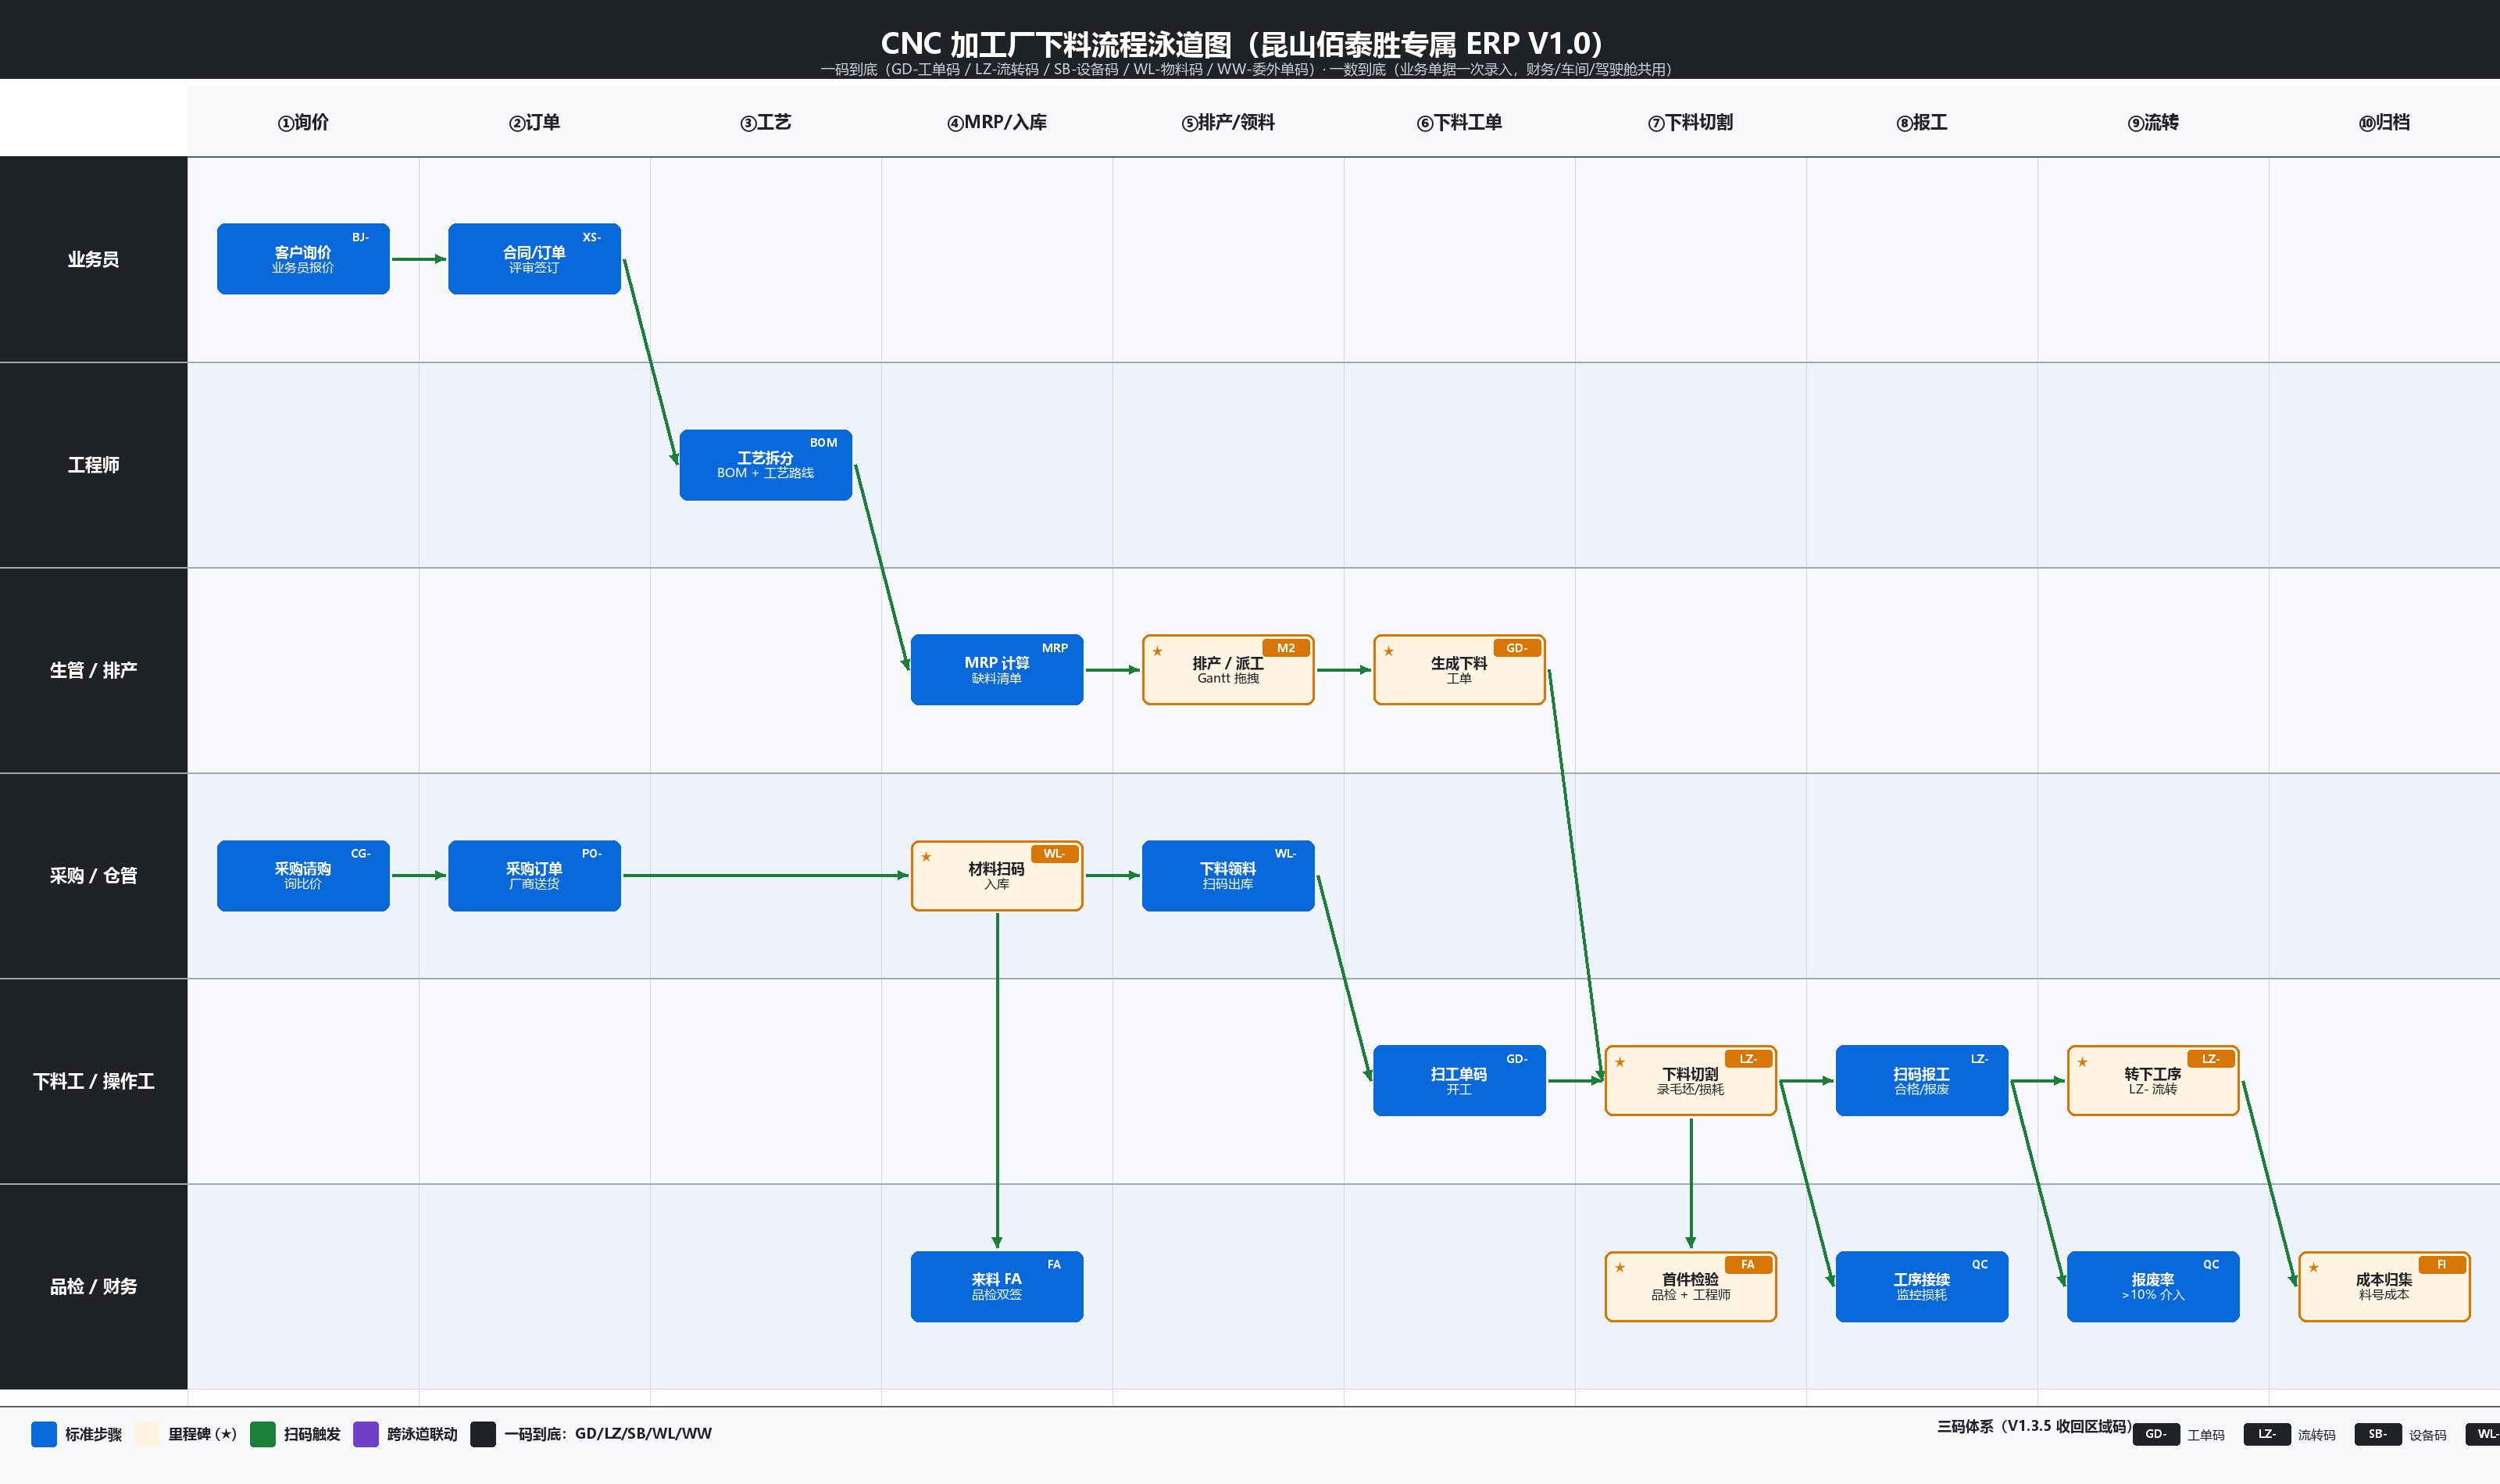 CNC 加工厂下料流程泳道图（昆山佰泰胜专属 ERP V1.0）
一码到底（GD-工单码 / LZ-流转码 / SB-设备码 / WL-物料码 / WW-委外单码）· 一数到底（业务单据一次录入，财务/车间/驾驶舱共用）
①询价
②订单
③工艺
④MRP/入库
⑤排产/领料
⑥下料工单
⑦下料切割
⑧报工
⑨流转
⑩归档
业务员
BJ-
客户询价
业务员报价
XS-
合同/订单
评审签订
工程师
BOM
工艺拆分
BOM + 工艺路线
生管 / 排产
MRP
MRP 计算
缺料清单
★
M2
排产 / 派工
Gantt 拖拽
★
GD-
生成下料
工单
采购 / 仓管
CG-
采购请购
询比价
PO-
采购订单
厂商送货
★
WL-
材料扫码
入库
WL-
下料领料
扫码出库
下料工 / 操作工
GD-
扫工单码
开工
★
LZ-
下料切割
录毛坯/损耗
LZ-
扫码报工
合格/报废
★
LZ-
转下工序
LZ- 流转
品检 / 财务
FA
来料 FA
品检双签
★
FA
首件检验
品检 + 工程师
QC
工序接续
监控损耗
QC
报废率
>10% 介入
★
FI
成本归集
料号成本
标准步骤
里程碑 (★)
扫码触发
跨泳道联动
一码到底：GD/LZ/SB/WL/WW
三码体系（V1.3.5 收回区域码）
GD-
工单码
LZ-
流转码
SB-
设备码
WL-